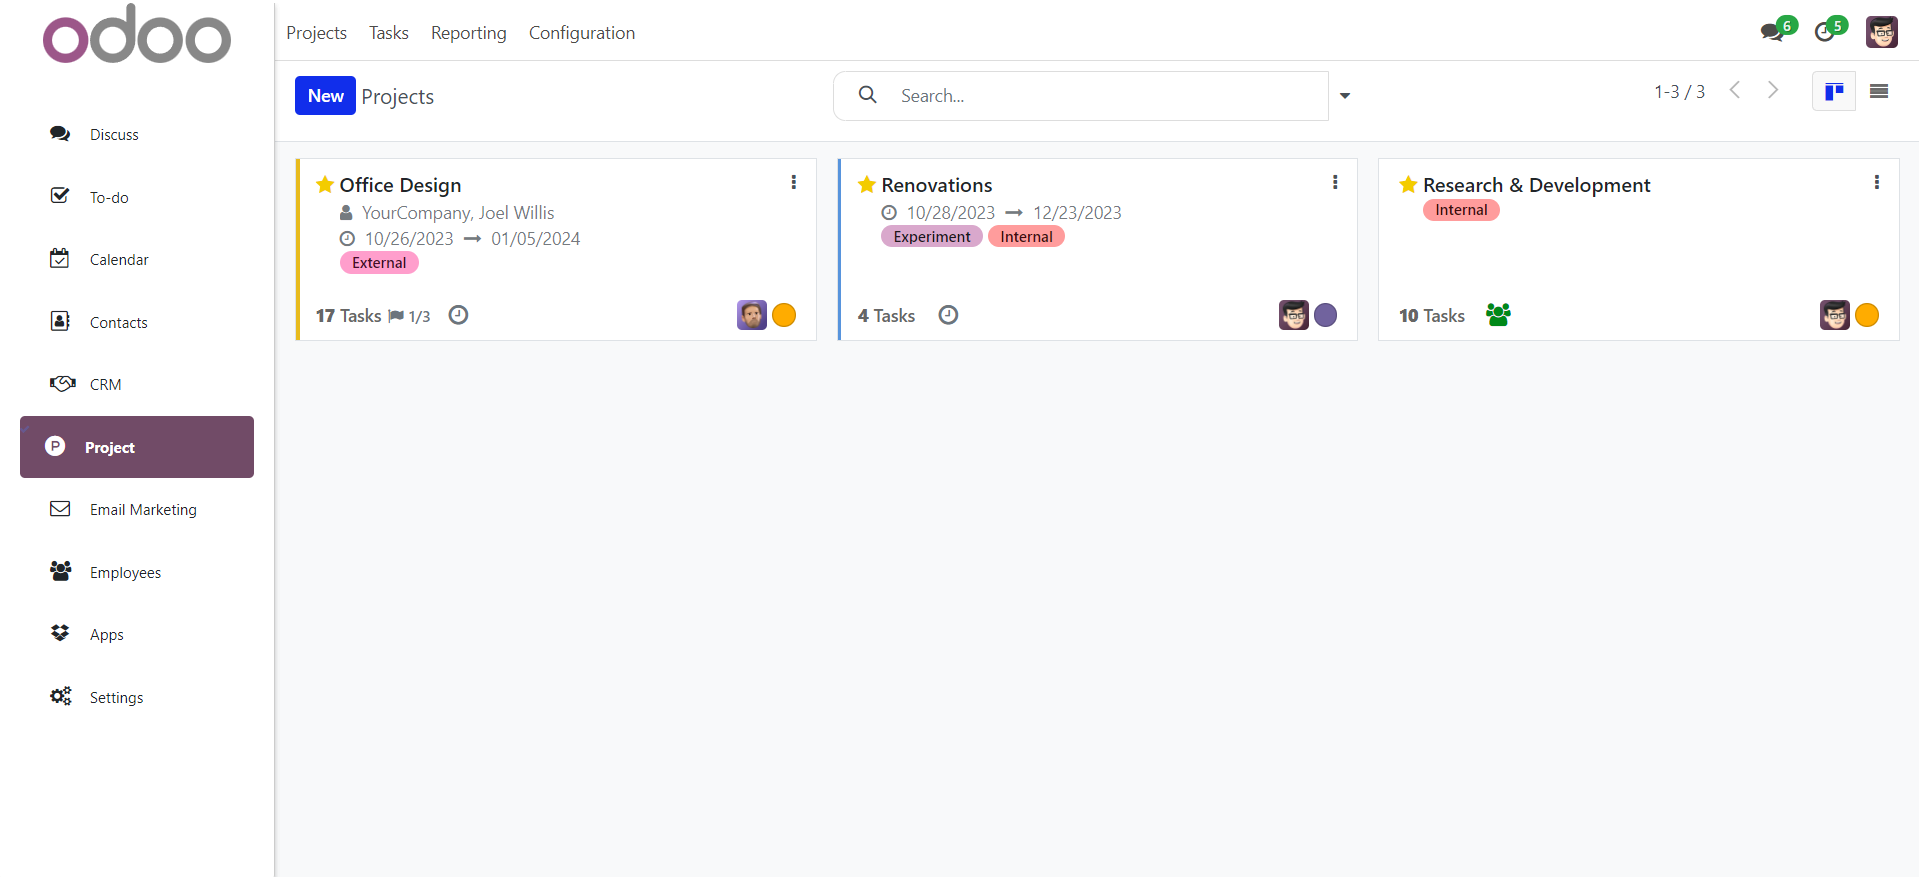 odoo
Projects Tasks Reporting Configuration
6 5
New Projects
Search...
1-3 / 3
Discuss
To-do
Calendar
Contacts
CRM
P Project
Email Marketing
Employees
Apps
Settings
Office Design
YourCompany, Joel Willis
10/26/2023 → 01/05/2024
External
17 Tasks 1/3
Renovations
10/28/2023 → 12/23/2023
Experiment Internal
4 Tasks
Research & Development
Internal
10 Tasks